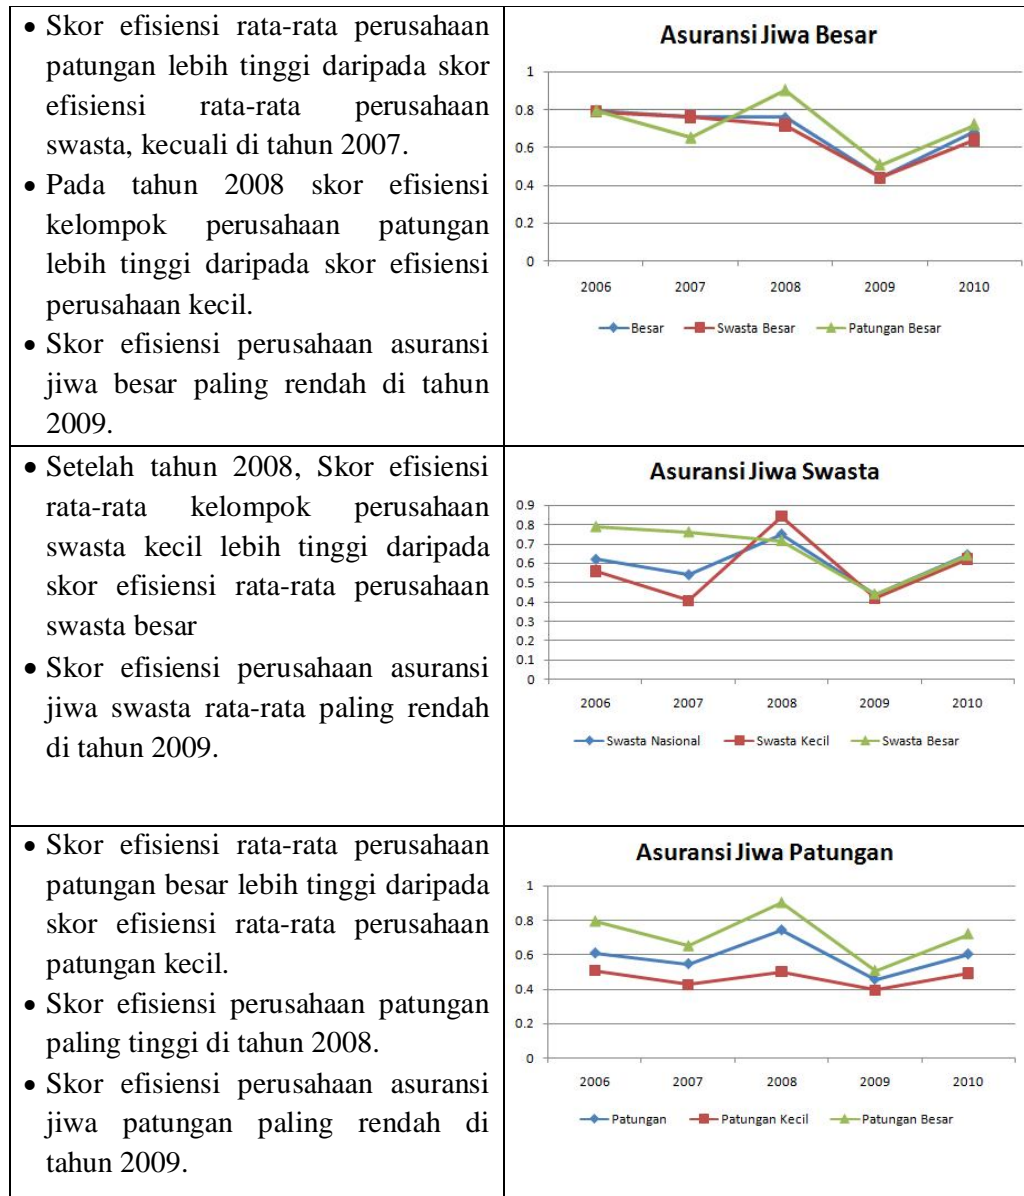 • Skor efisiensi rata-rata perusahaan
patungan lebih tinggi daripada skor
efisiensi rata-rata perusahaan
swasta, kecuali di tahun 2007.
• Pada tahun 2008 skor efisiensi
kelompok perusahaan patungan
lebih tinggi daripada skor efisiensi
perusahaan kecil.
• Skor efisiensi perusahaan asuransi
jiwa besar paling rendah di tahun
2009.
Asuransi Jiwa Besar
1
0.8
0.6
0.4
0.2
0
2006 2007 2008 2009 2010
Besar Swasta Besar Patungan Besar
• Setelah tahun 2008, Skor efisiensi
rata-rata kelompok perusahaan
swasta kecil lebih tinggi daripada
skor efisiensi rata-rata perusahaan
swasta besar
• Skor efisiensi perusahaan asuransi
jiwa swasta rata-rata paling rendah
di tahun 2009.
Asuransi Jiwa Swasta
0.9
0.8
0.7
0.6
0.5
0.4
0.3
0.2
0.1
0
2006 2007 2008 2009 2010
Swasta Nasional Swasta Kecil Swasta Besar
• Skor efisiensi rata-rata perusahaan
patungan besar lebih tinggi daripada
skor efisiensi rata-rata perusahaan
patungan kecil.
• Skor efisiensi perusahaan patungan
paling tinggi di tahun 2008.
• Skor efisiensi perusahaan asuransi
jiwa patungan paling rendah di
tahun 2009.
Asuransi Jiwa Patungan
1
0.8
0.6
0.4
0.2
0
2006 2007 2008 2009 2010
Patungan Patungan Kecil Patungan Besar